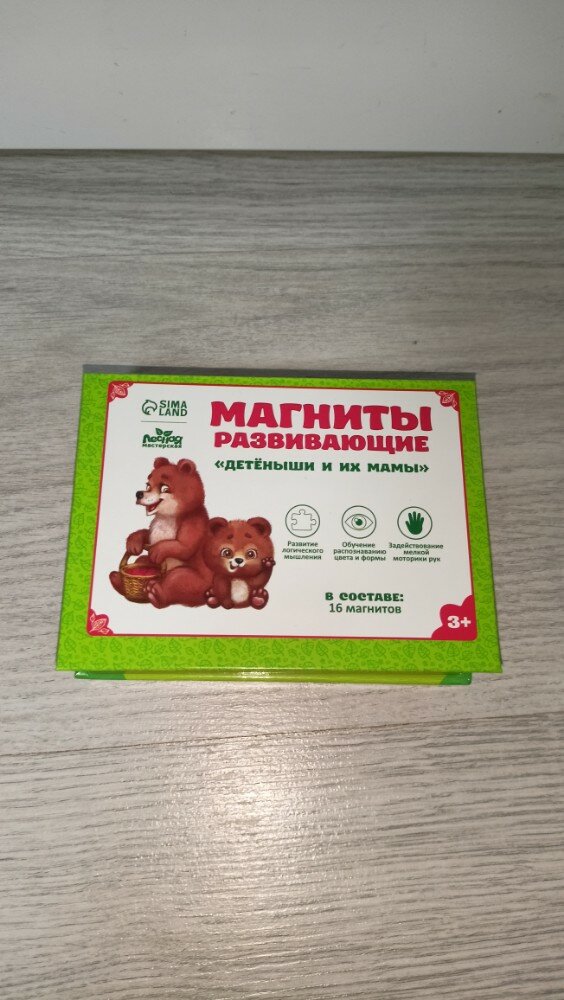 SIMA
LAND
Лесная
мастерская
МАГНИТЫ
РАЗВИВАЮЩИЕ
«ДЕТЁНЫШИ И ИХ МАМЫ»
Развитие
логического
мышления
Обучение
распознаванию
цвета и формы
Задействование
мелкой
моторики рук
В СОСТАВЕ:
16 магнитов
3+